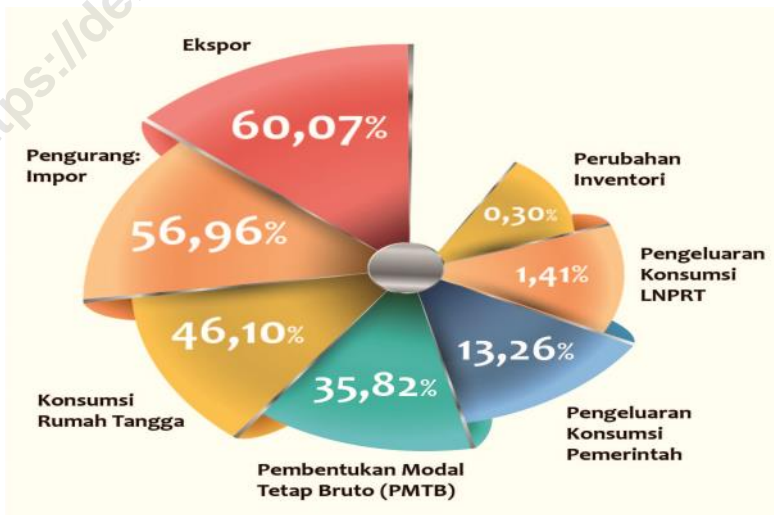 Ekspor
60,07%
Pengurang:
Impor
56,96%
Konsumsi
Rumah Tangga
46,10%
Pembentukan Modal
Tetap Bruto (PMTB)
35,82%
Pengeluaran
Konsumsi
Pemerintah
13,26%
Pengeluaran
Konsumsi
LNPRT
1,41%
Perubahan
Inventori
0,30%